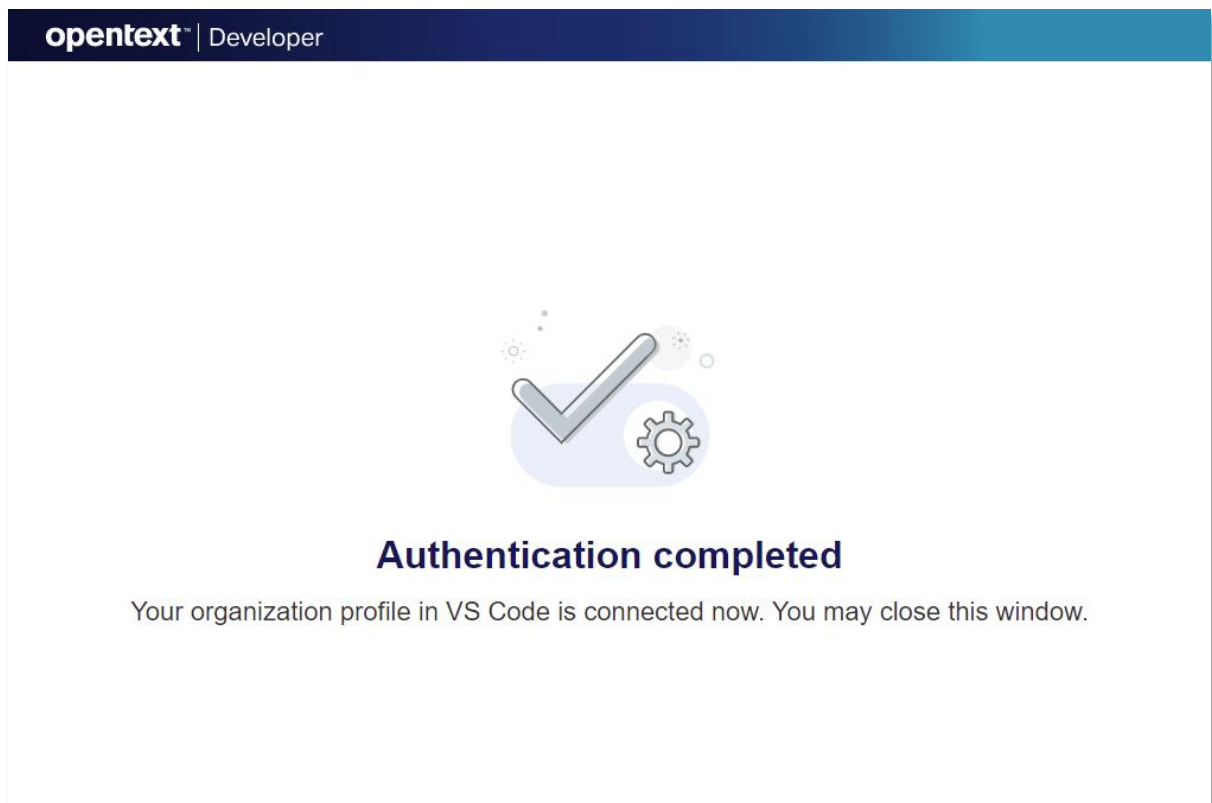 opentext™ | Developer
Authentication completed
Your organization profile in VS Code is connected now. You may close this window.